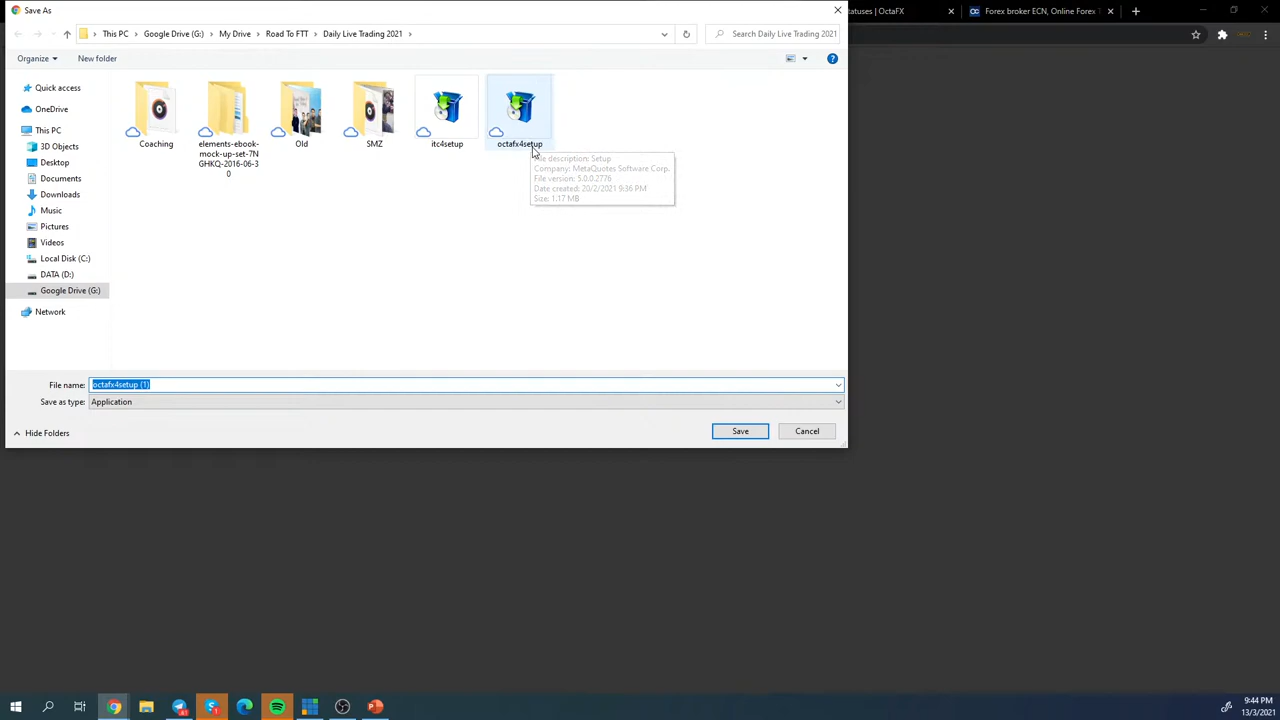 Save As
atuses | OctaFX
Forex broker ECN, Online Forex T
This PC
Google Drive (G:)
My Drive
Road To FTT
Daily Live Trading 2021
Search Daily Live Trading 2021
Organize
New folder
Quick access
OneDrive
This PC
3D Objects
Desktop
Documents
Downloads
Music
Pictures
Videos
Local Disk (C:)
DATA (D:)
Google Drive (G:)
Network
Coaching
elements-ebook-
mock-up-set-7N
GHKQ-2016-06-3
0
Old
SMZ
itc4setup
octafx4setup
File description: Setup
Company: MetaQuotes Software Corp.
File version: 5.0.0.2776
Date created: 20/2/2021 9:36 PM
Size: 1.17 MB
File name:
octafx4setup (1)
Save as type:
Application
Hide Folders
Save
Cancel
9:44 PM
13/3/2021